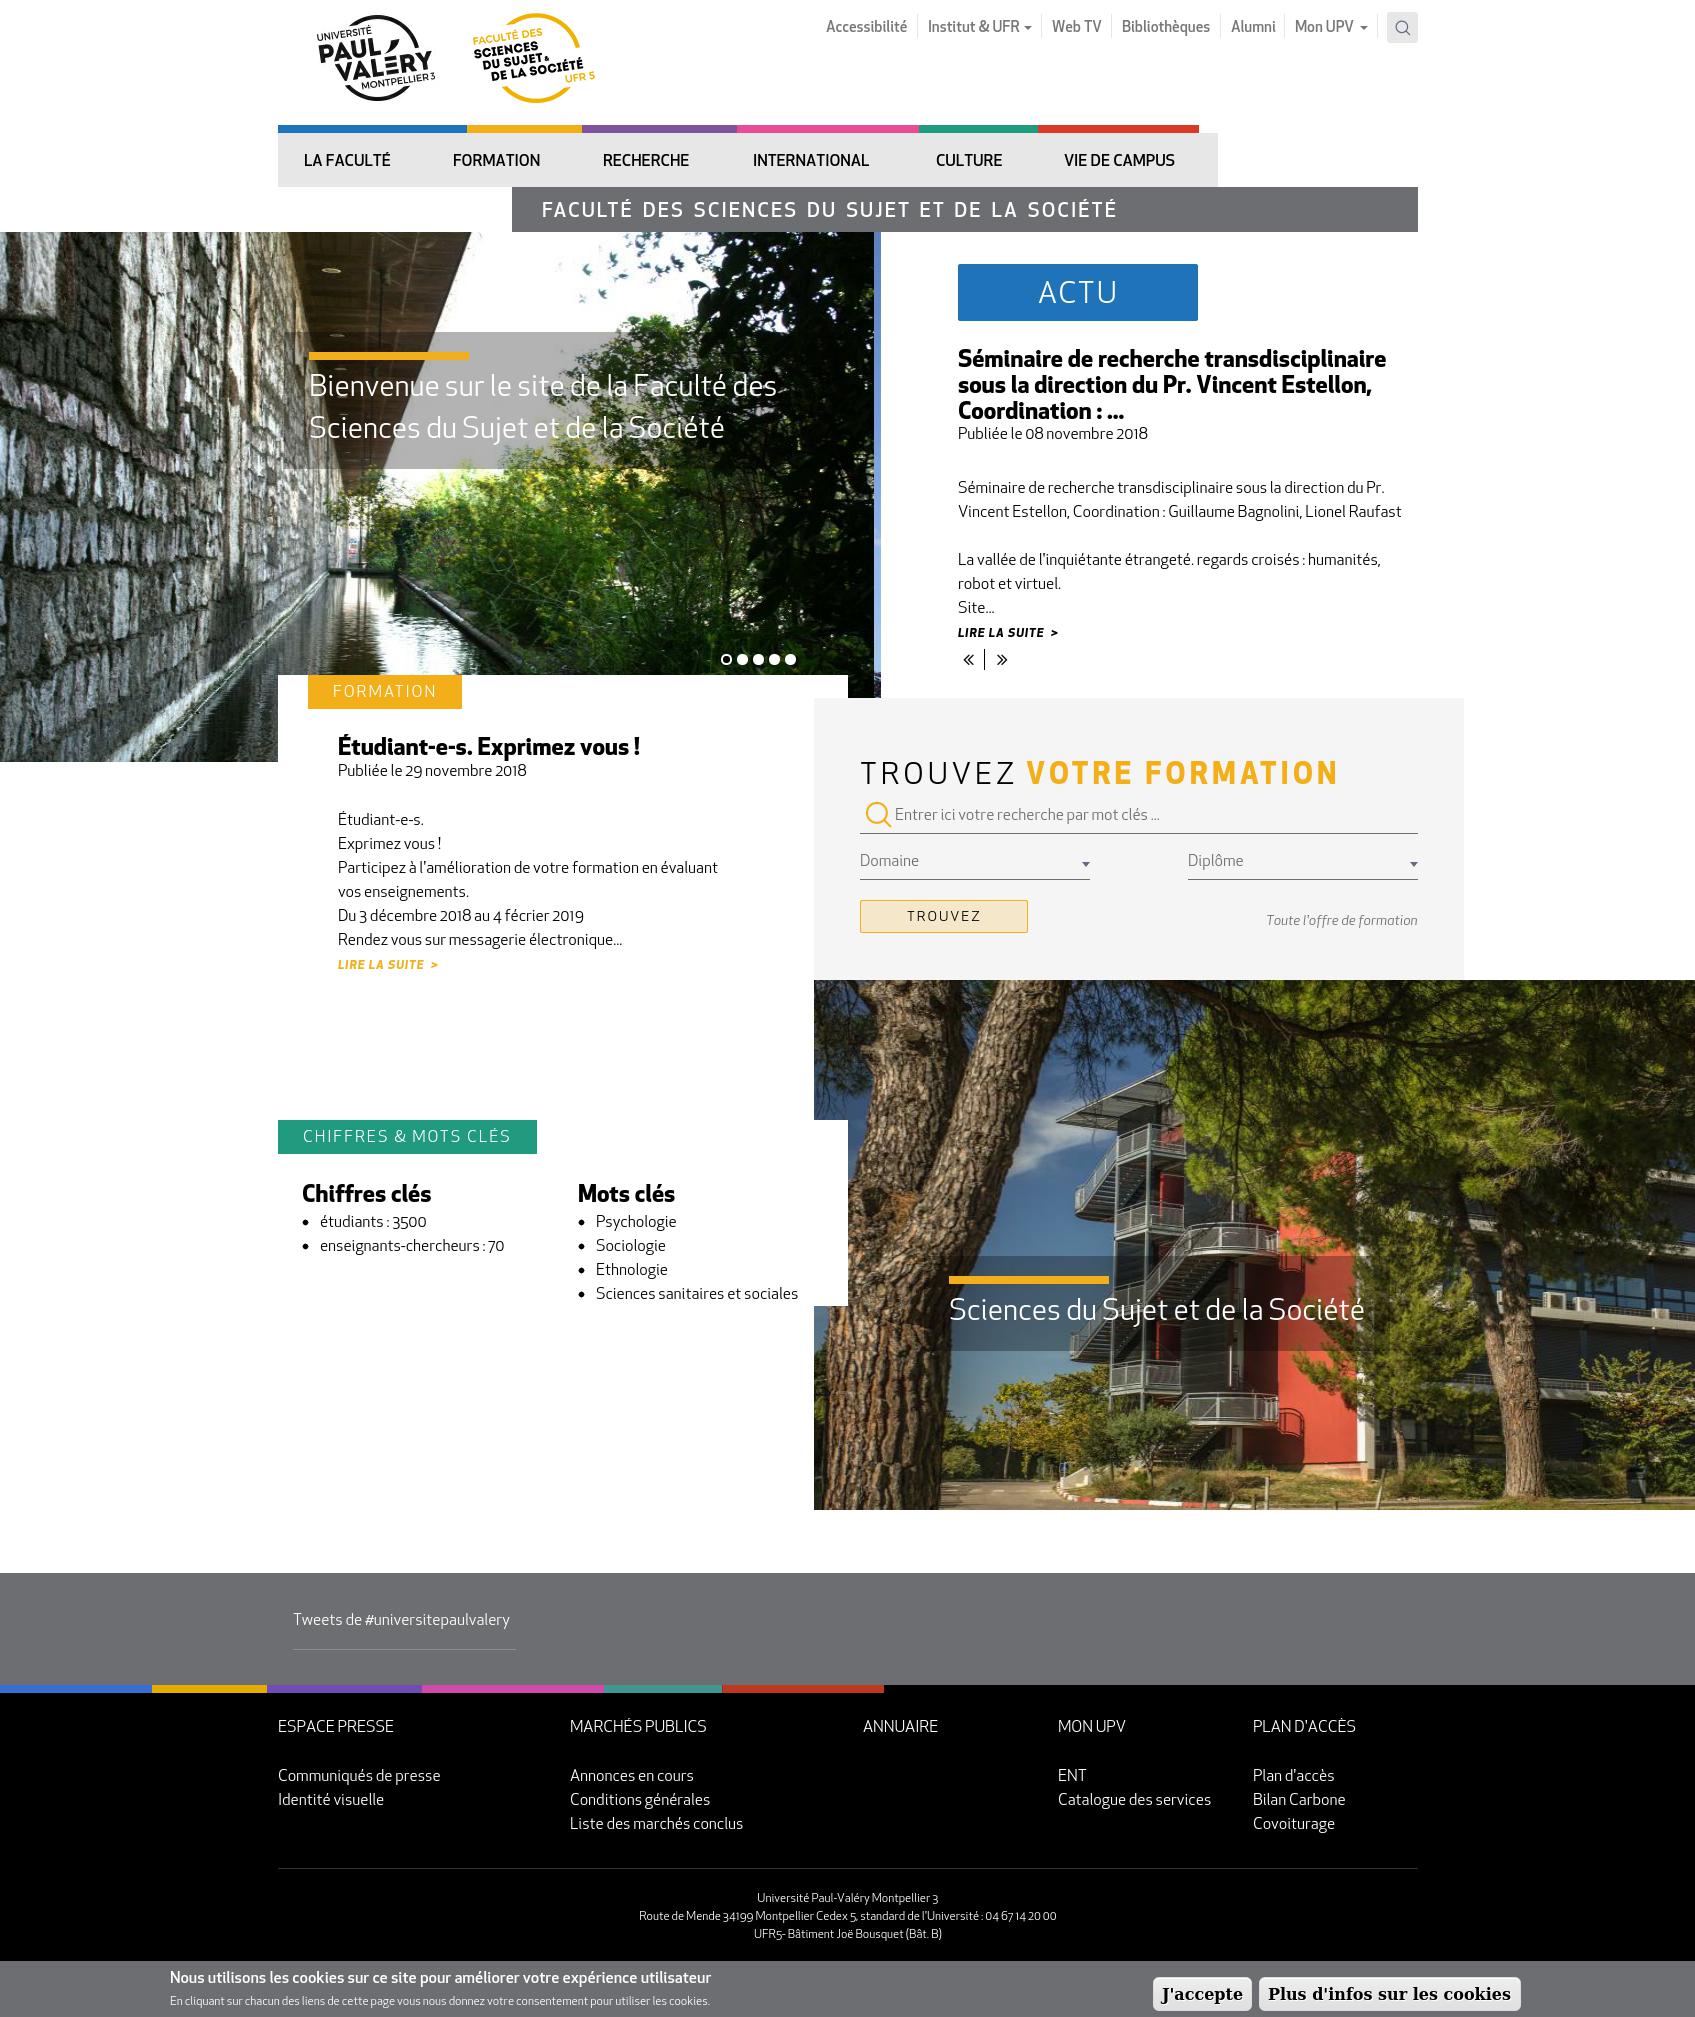 UNIVERSITÉ
PAUL
VALÉRY
MONTPELLIER 3
FACULTÉ DES
SCIENCES
DU SUJET &
DE LA SOCIÉTÉ
UFR 5
Accessibilité Institut & UFR Web TV Bibliothèques Alumni Mon UPV
LA FACULTÉ FORMATION RECHERCHE INTERNATIONAL CULTURE VIE DE CAMPUS
FACULTÉ DES SCIENCES DU SUJET ET DE LA SOCIÉTÉ
Bienvenue sur le site de la Faculté des
Sciences du Sujet et de la Société
ACTU
Séminaire de recherche transdisciplinaire
sous la direction du Pr. Vincent Estellon,
Coordination : ...
Publiée le 08 novembre 2018
Séminaire de recherche transdisciplinaire sous la direction du Pr.
Vincent Estellon, Coordination : Guillaume Bagnolini, Lionel Raufast
La vallée de l'inquiétante étrangeté. regards croisés : humanités,
robot et virtuel.
Site...
LIRE LA SUITE >
« | »
FORMATION
Étudiant-e-s. Exprimez vous !
Publiée le 29 novembre 2018
Étudiant-e-s.
Exprimez vous !
Participez à l'amélioration de votre formation en évaluant
vos enseignements.
Du 3 décembre 2018 au 4 février 2019
Rendez vous sur messagerie électronique...
LIRE LA SUITE >
TROUVEZ VOTRE FORMATION
Entrer ici votre recherche par mot clés ...
Domaine Diplôme
TROUVEZ
Toute l'offre de formation
CHIFFRES & MOTS CLÉS
Chiffres clés
• étudiants : 3500
• enseignants-chercheurs : 70
Mots clés
• Psychologie
• Sociologie
• Ethnologie
• Sciences sanitaires et sociales
Sciences du Sujet et de la Société
Tweets de #universitepaulvalery
ESPACE PRESSE
Communiqués de presse
Identité visuelle
MARCHÉS PUBLICS
Annonces en cours
Conditions générales
Liste des marchés conclus
ANNUAIRE
MON UPV
ENT
Catalogue des services
PLAN D'ACCÈS
Plan d'accès
Bilan Carbone
Covoiturage
Université Paul-Valéry Montpellier 3
Route de Mende 34199 Montpellier Cedex 5, standard de l'Université : 04 67 14 20 00
UFR5- Bâtiment Joë Bousquet (Bât. B)
Nous utilisons les cookies sur ce site pour améliorer votre expérience utilisateur
En cliquant sur chacun des liens de cette page vous nous donnez votre consentement pour utiliser les cookies.
J'accepte Plus d'infos sur les cookies